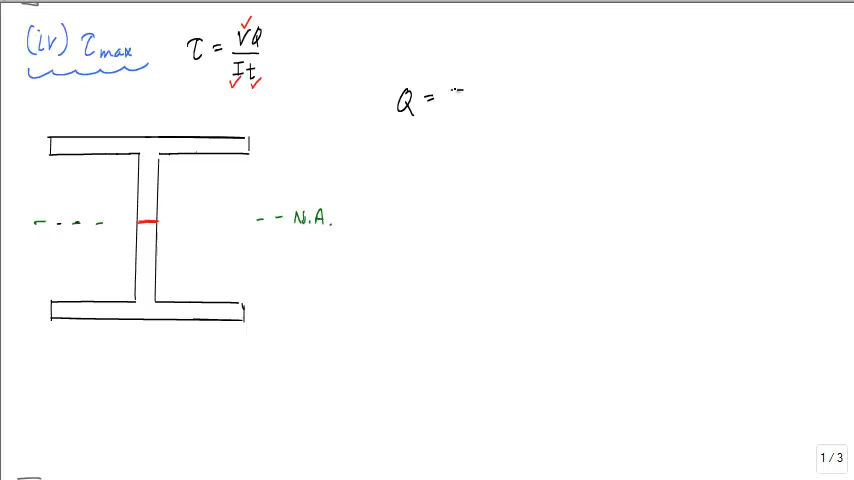 (iv) τmax τ = VQ / It
Q =
N.A.
1 / 3